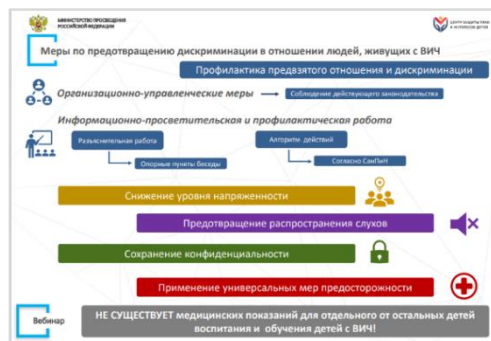 МИНИСТЕРСТВО ПРОСВЕЩЕНИЯ
РОССИЙСКОЙ ФЕДЕРАЦИИ
ЦЕНТР ЗАЩИТЫ ПРАВ
И ИНТЕРЕСОВ ДЕТЕЙ
Меры по предотвращению дискриминации в отношении людей, живущих с ВИЧ
Профилактика предвзятого отношения и дискриминации
Организационно-управленческие меры
Соблюдение действующего законодательства
Информационно-просветительская и профилактическая работа
Разъяснительная работа
Алгоритм действий
Опорные пункты беседы
Согласно СанПиН
Снижение уровня напряженности
Предотвращение распространения слухов
Сохранение конфиденциальности
Применение универсальных мер предосторожности
Вебинар
НЕ СУЩЕСТВУЕТ медицинских показаний для отдельного от остальных детей
воспитания и обучения детей с ВИЧ!